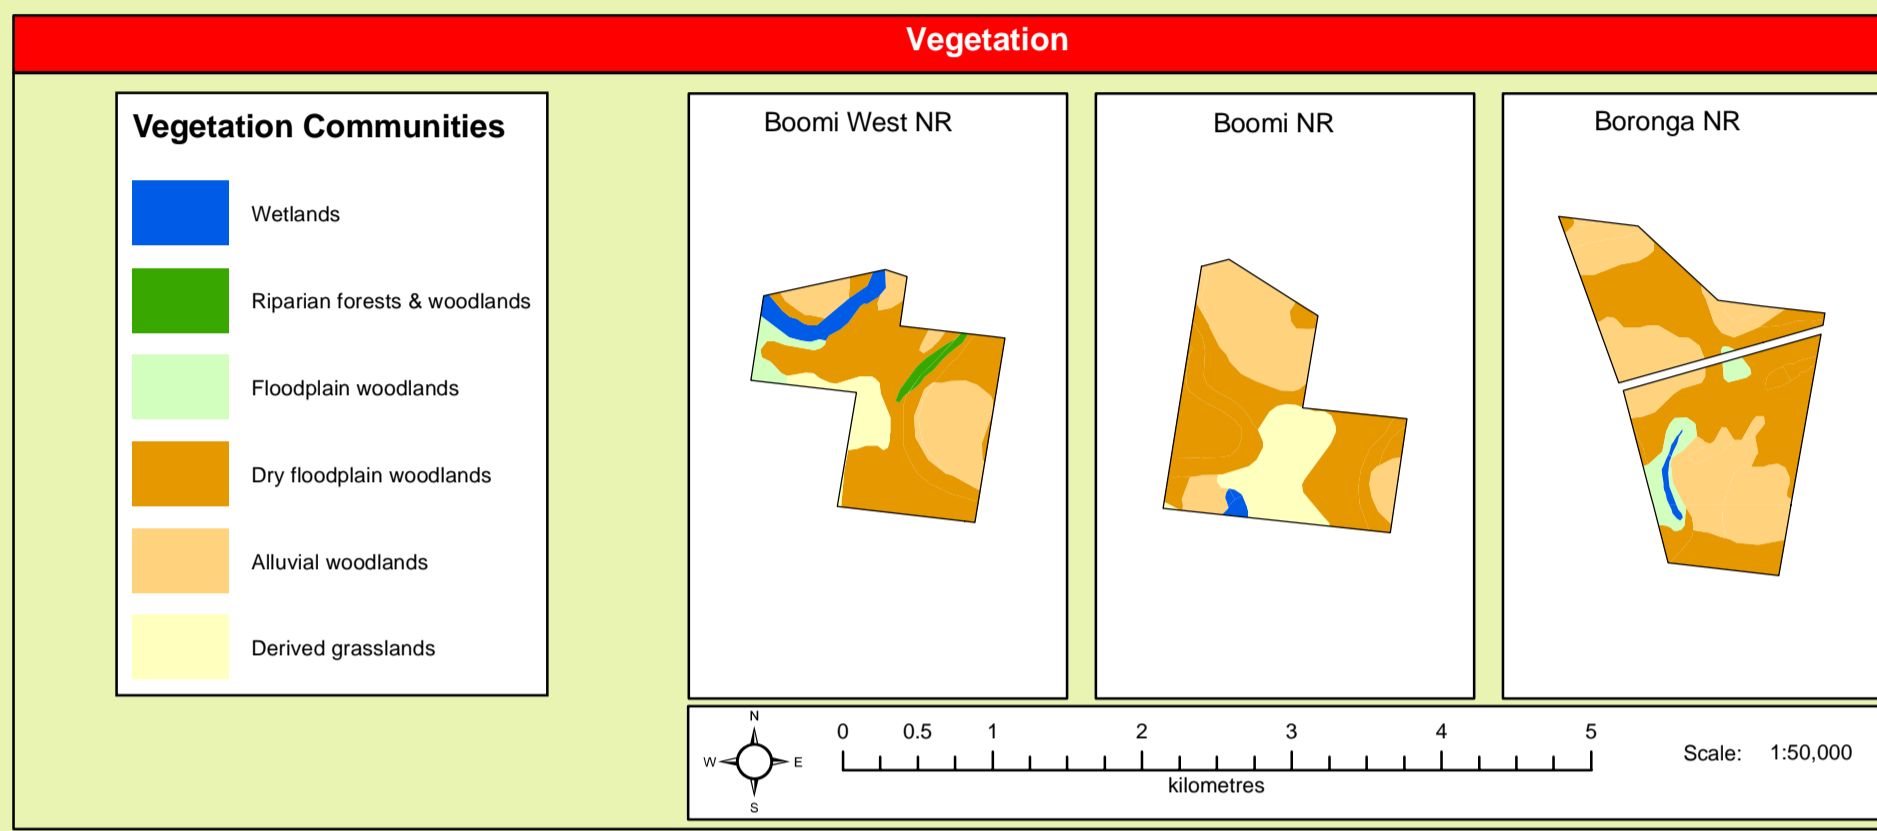 Vegetation
Vegetation Communities
Wetlands
Riparian forests & woodlands
Floodplain woodlands
Dry floodplain woodlands
Alluvial woodlands
Derived grasslands
Boomi West NR
Boomi NR
Boronga NR
N
W E
S
0 0.5 1 2 3 4 5
kilometres
Scale: 1:50,000